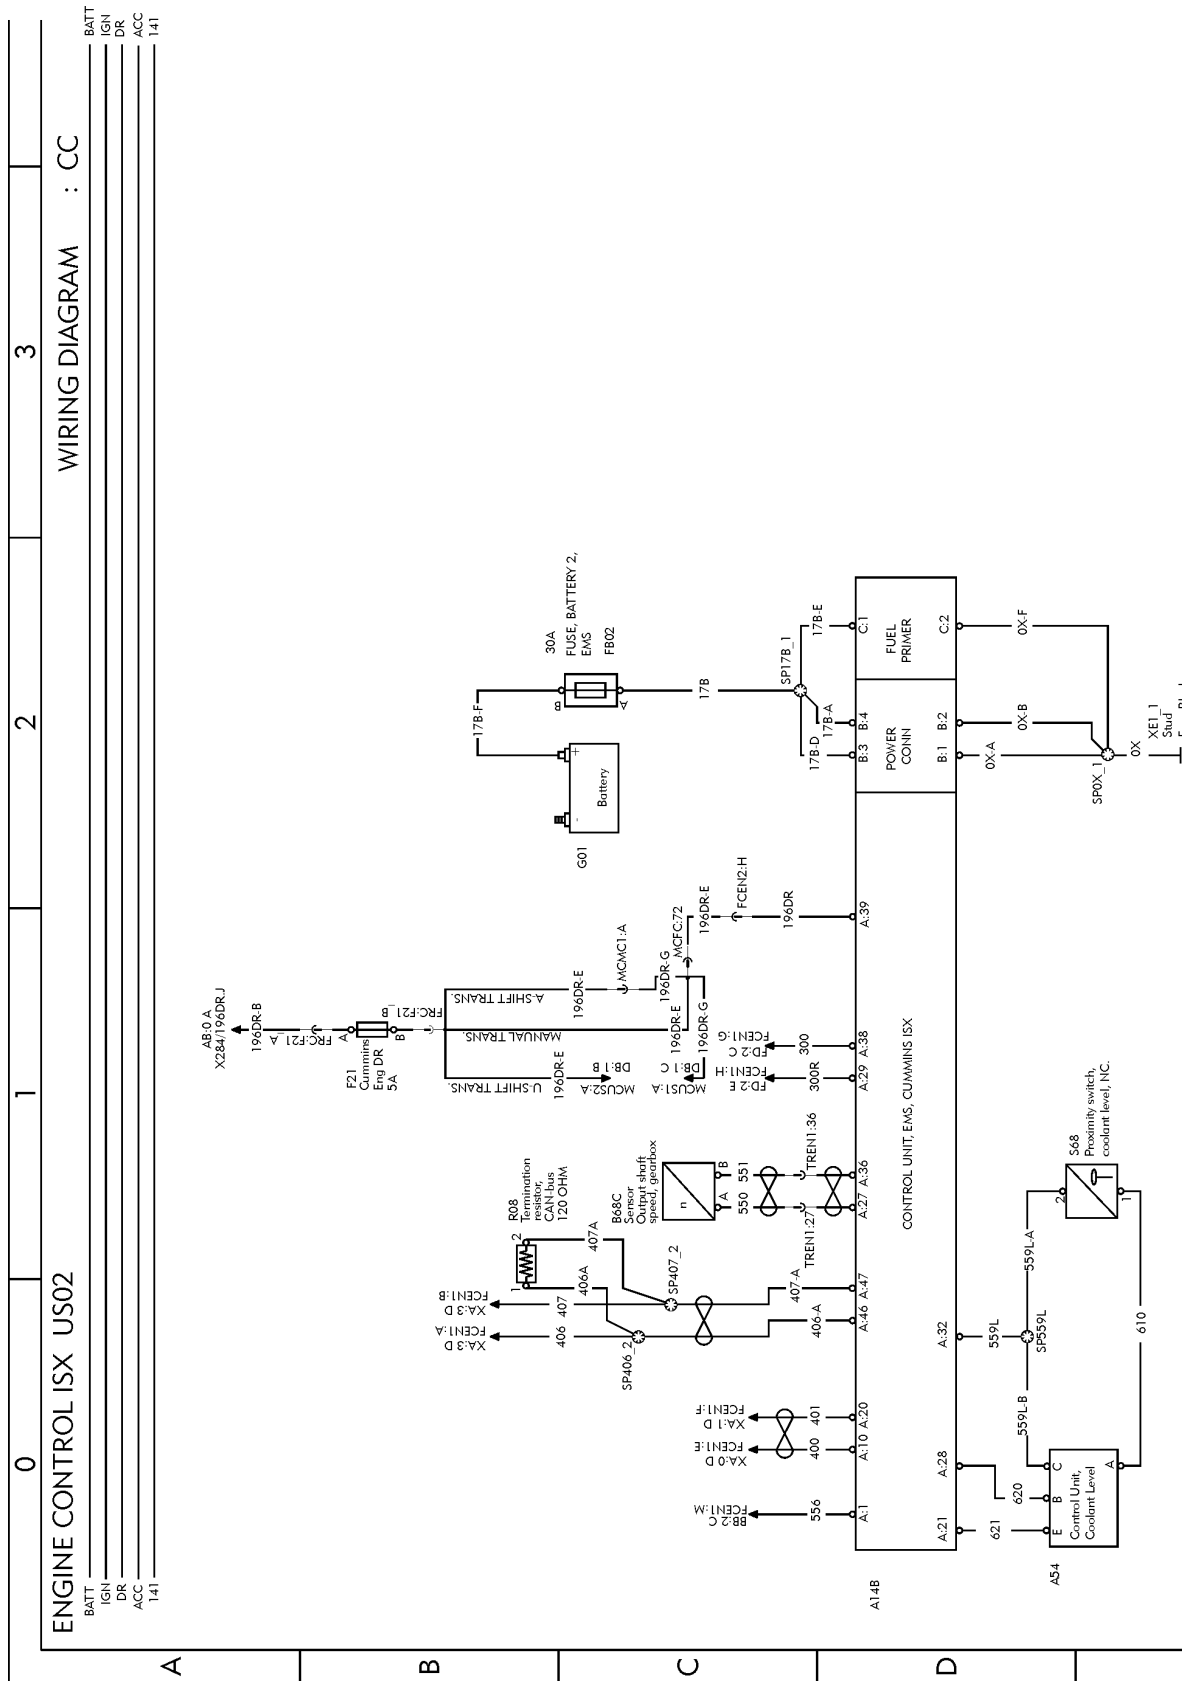 ENGINE CONTROL ISX US02
WIRING DIAGRAM : CC
0
1
2
3
A
B
C
D
BATT
IGN
DR
ACC
141
BATT
IGN
DR
ACC
141
AB:0 A
X284/196DR.J
196DR-B
FRC:F21_A
A
F21
Cummins
Eng DR
5A
B
FRC:F21_B
U-SHIFT TRANS.
MANUAL TRANS.
A-SHIFT TRANS.
196DR-E
MCUS2:A
DB:1 B
196DR-E
MCMC1:A
196DR-G
196DR-E
196DR-G
MCUS1:A
DB:1 C
MCFC:72
196DR-E
FCEN2:H
196DR
A:39
17B-F
30A
FUSE, BATTERY 2,
EMS
FB02
B
A
+
-
Battery
G01
17B
SP17B_1
17B-D
17B-A
17B-E
B:3
B:4
C:1
POWER
CONN
FUEL
PRIMER
B:1
B:2
C:2
0X-A
0X-B
0X-F
SP0X_1
0X
XE1_1
Stud
R08
Termination
resistor,
CAN-bus
120 OHM
1
2
406A
407A
XA:3 D
FCEN1:A
XA:3 D
FCEN1:B
406
407
SP406_2
SP407_2
406-A
407-A
A:46
A:47
B68C
Sensor
Output shaft
speed, gearbox
n
A
B
550
551
TREN1:27
TREN1:36
A:27
A:36
FD:2 E
FCEN1:H
FD:2 C
FCEN1:G
300R
300
A:29
A:38
BB:2 C
FCEN1:M
556
A:1
XA:0 D
FCEN1:E
XA:1 D
FCEN1:F
400
401
A:10
A:20
CONTROL UNIT, EMS, CUMMINS ISX
A14B
A:21
A:28
A:32
621
620
559L
559L-B
559L-A
SP559L
E
B
C
A
Control Unit,
Coolant Level
A54
610
S68
Proximity switch,
coolant level, NC.
2
1